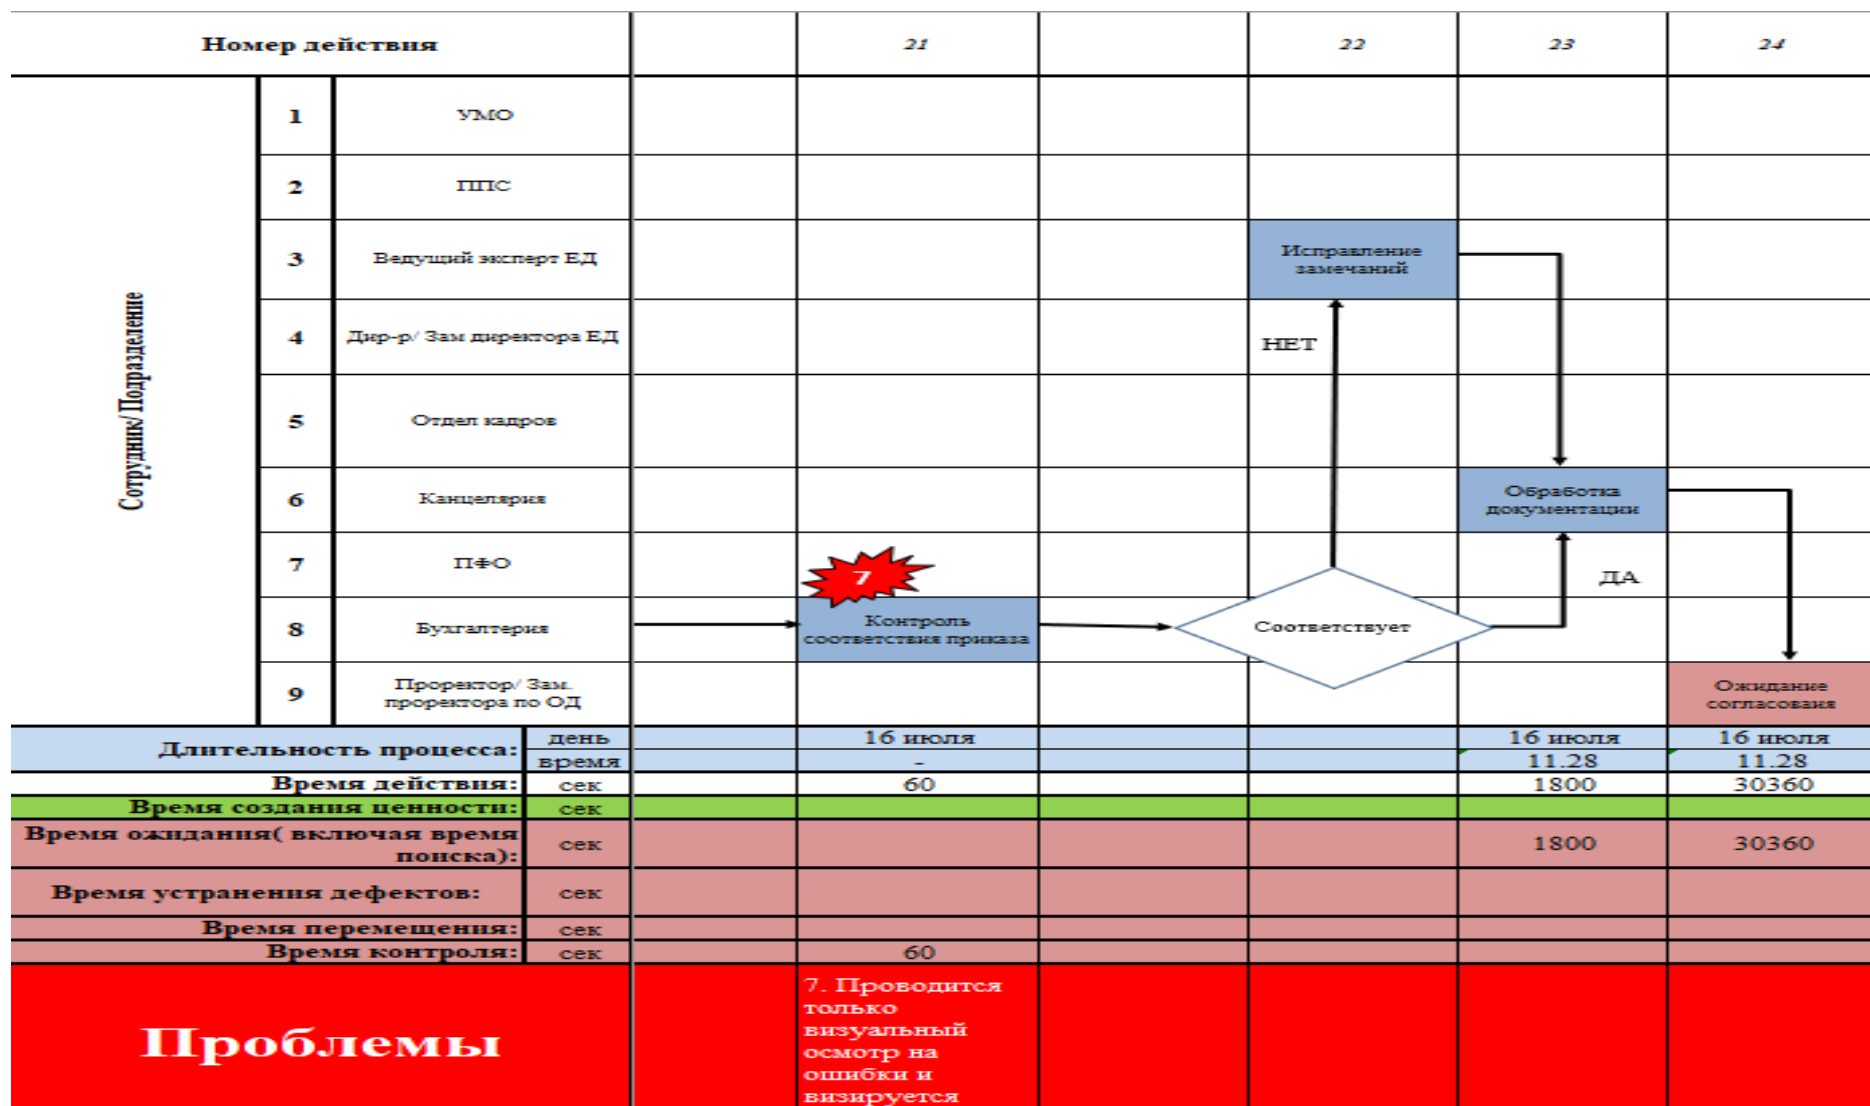 Номер действия 21 22 23 24
Сотрудник/Подразделение
1 УМО
2 ППС
3 Ведущий эксперт ЕД
Исправление
замечаний
4 Дир-р/ Зам директора ЕД
НЕТ
5 Отдел кадров
6 Канцелярия
Обработка
документации
7 ПФО
7
ДА
8 Бухгалтерия
Контроль
соответствия приказа
Соответствует
9 Проректор/ Зам.
проректора по ОД
Ожидание
согласоваия
Длительность процесса: день 16 июля 16 июля 16 июля
время - 11.28 11.28
Время действия: сек 60 1800 30360
Время создания ценности: сек
Время ожидания( включая время
поиска): сек 1800 30360
Время устранения дефектов: сек
Время перемещения: сек
Время контроля: сек 60
Проблемы
7. Проводится
только
визуальный
осмотр на
ошибки и
визируется